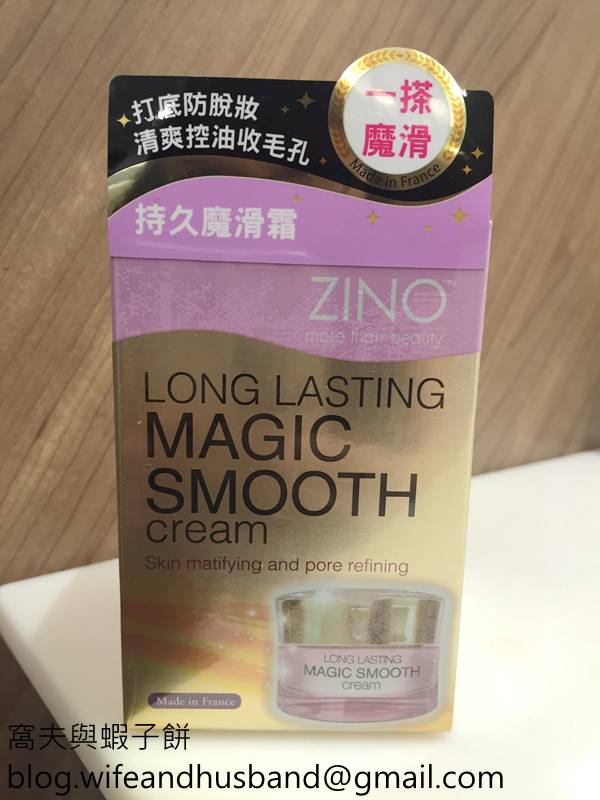 打底防脫妝
清爽控油收毛孔
一搽
魔滑
Made in France
持久魔滑霜
ZINO™
more than beauty
LONG LASTING
MAGIC
SMOOTH
cream
Skin matifying and pore refining
LONG LASTING
MAGIC SMOOTH
cream
Made in France
窩夫與蝦子餅
blog.wifeandhusband@gmail.com